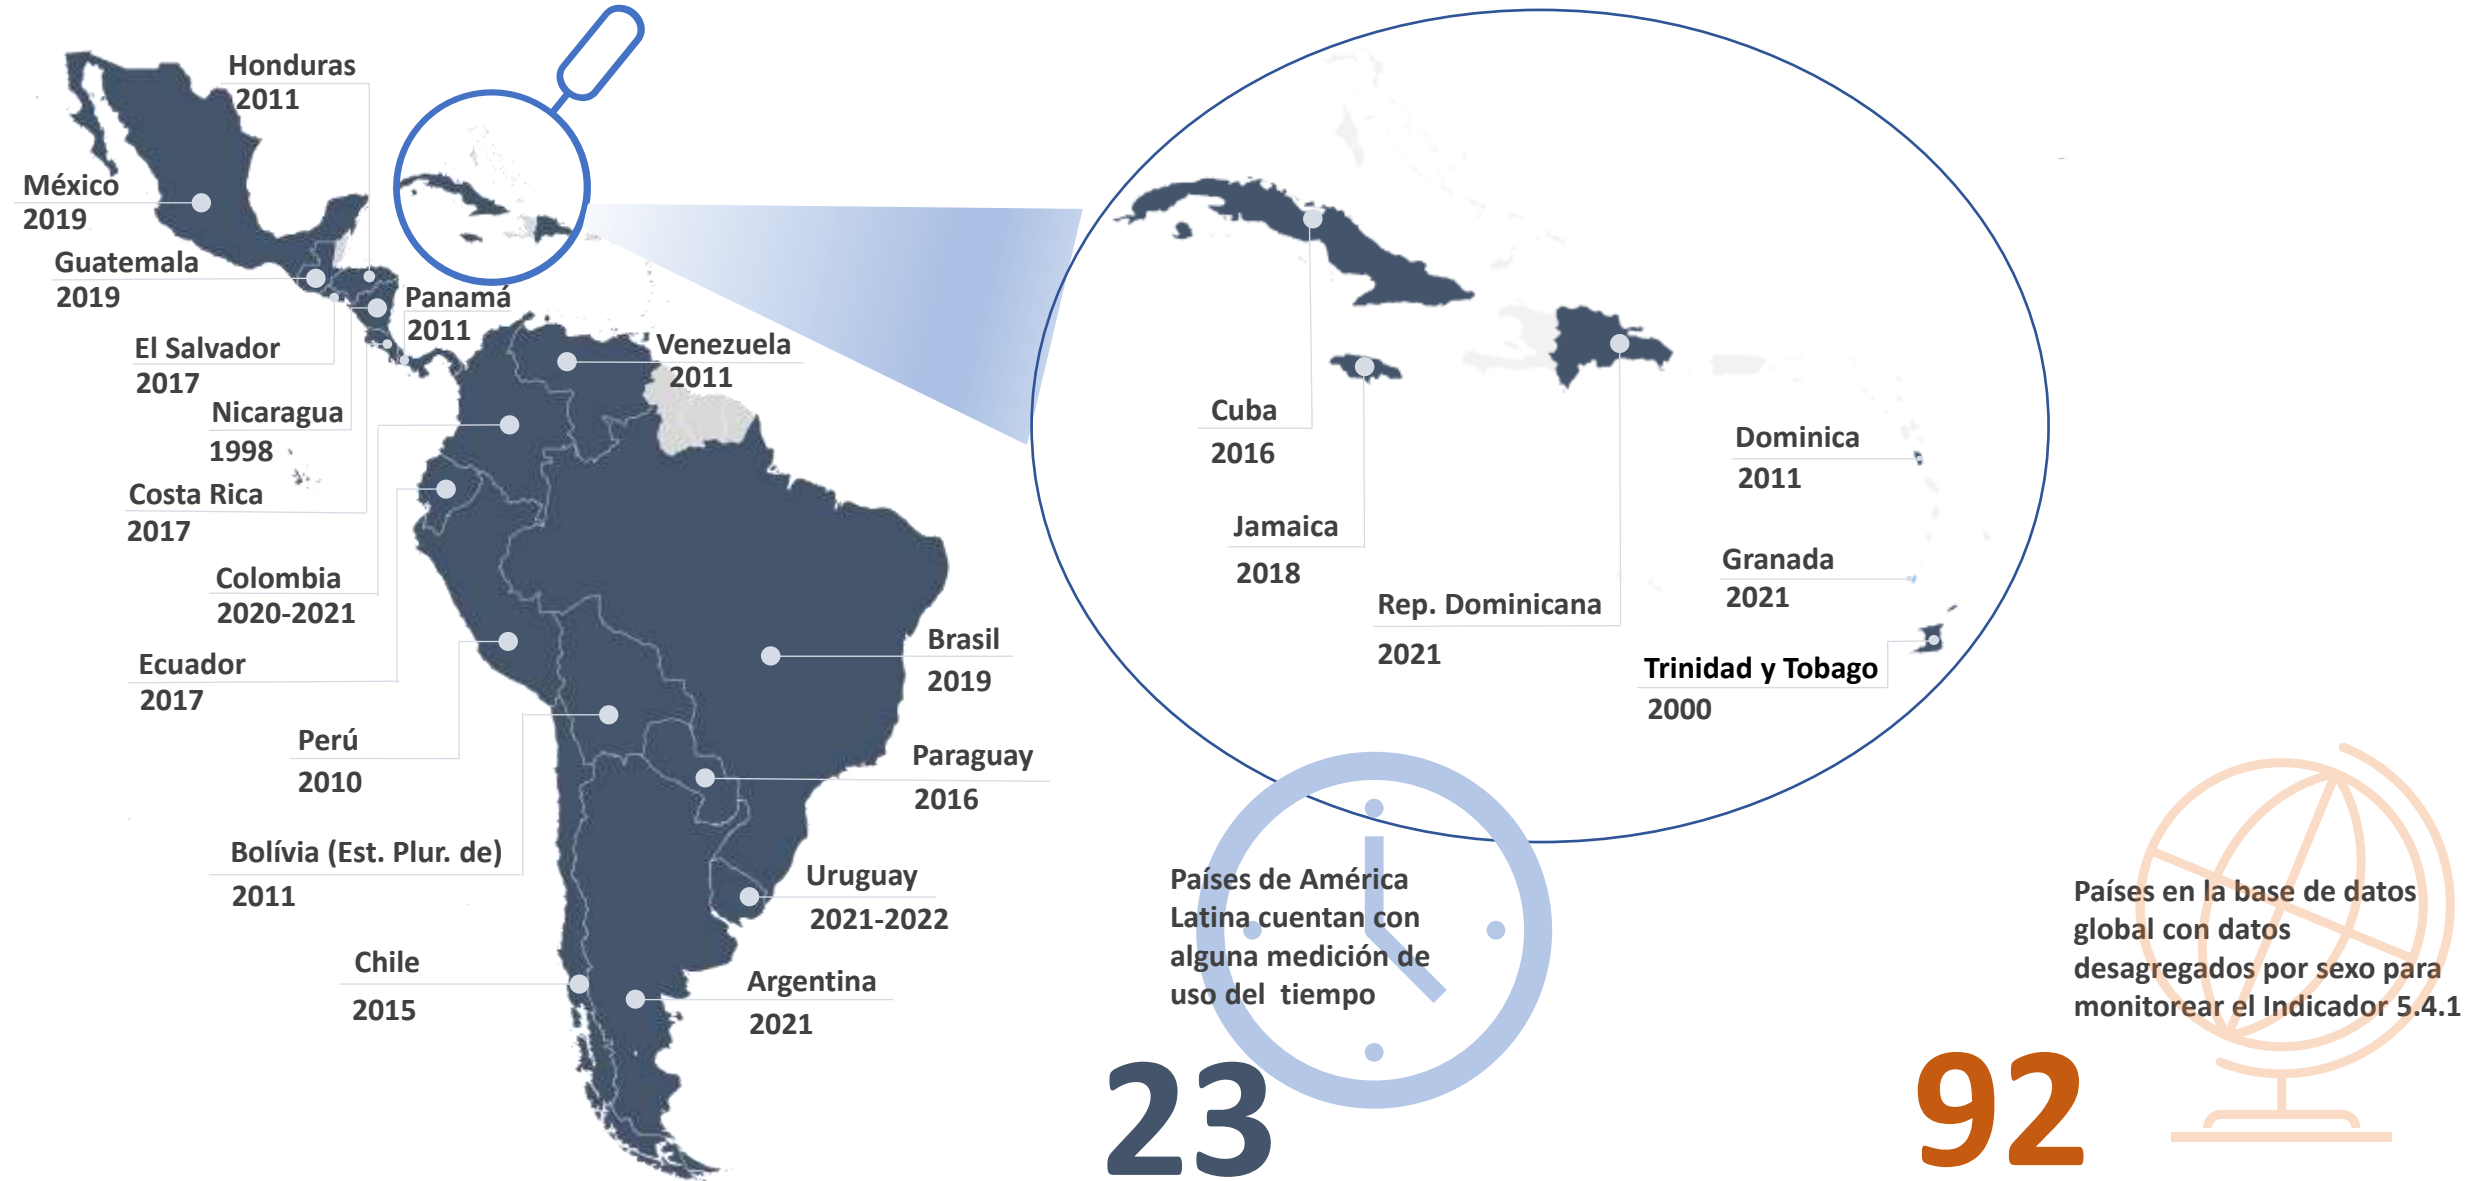 Honduras
2011
México
2019
Guatemala
2019
Panamá
2011
El Salvador
2017
Venezuela
2011
Nicaragua
1998
Costa Rica
2017
Colombia
2020-2021
Ecuador
2017
Perú
2010
Brasil
2019
Paraguay
2016
Bolívia (Est. Plur. de)
2011
Uruguay
2021-2022
Chile
2015
Argentina
2021
Cuba
2016
Jamaica
2018
Rep. Dominicana
2021
Dominica
2011
Granada
2021
Trinidad y Tobago
2000
Países de América
Latina cuentan con
alguna medición de
uso del tiempo
23
Países en la base de datos
global con datos
desagregados por sexo para
monitorear el Indicador 5.4.1
92